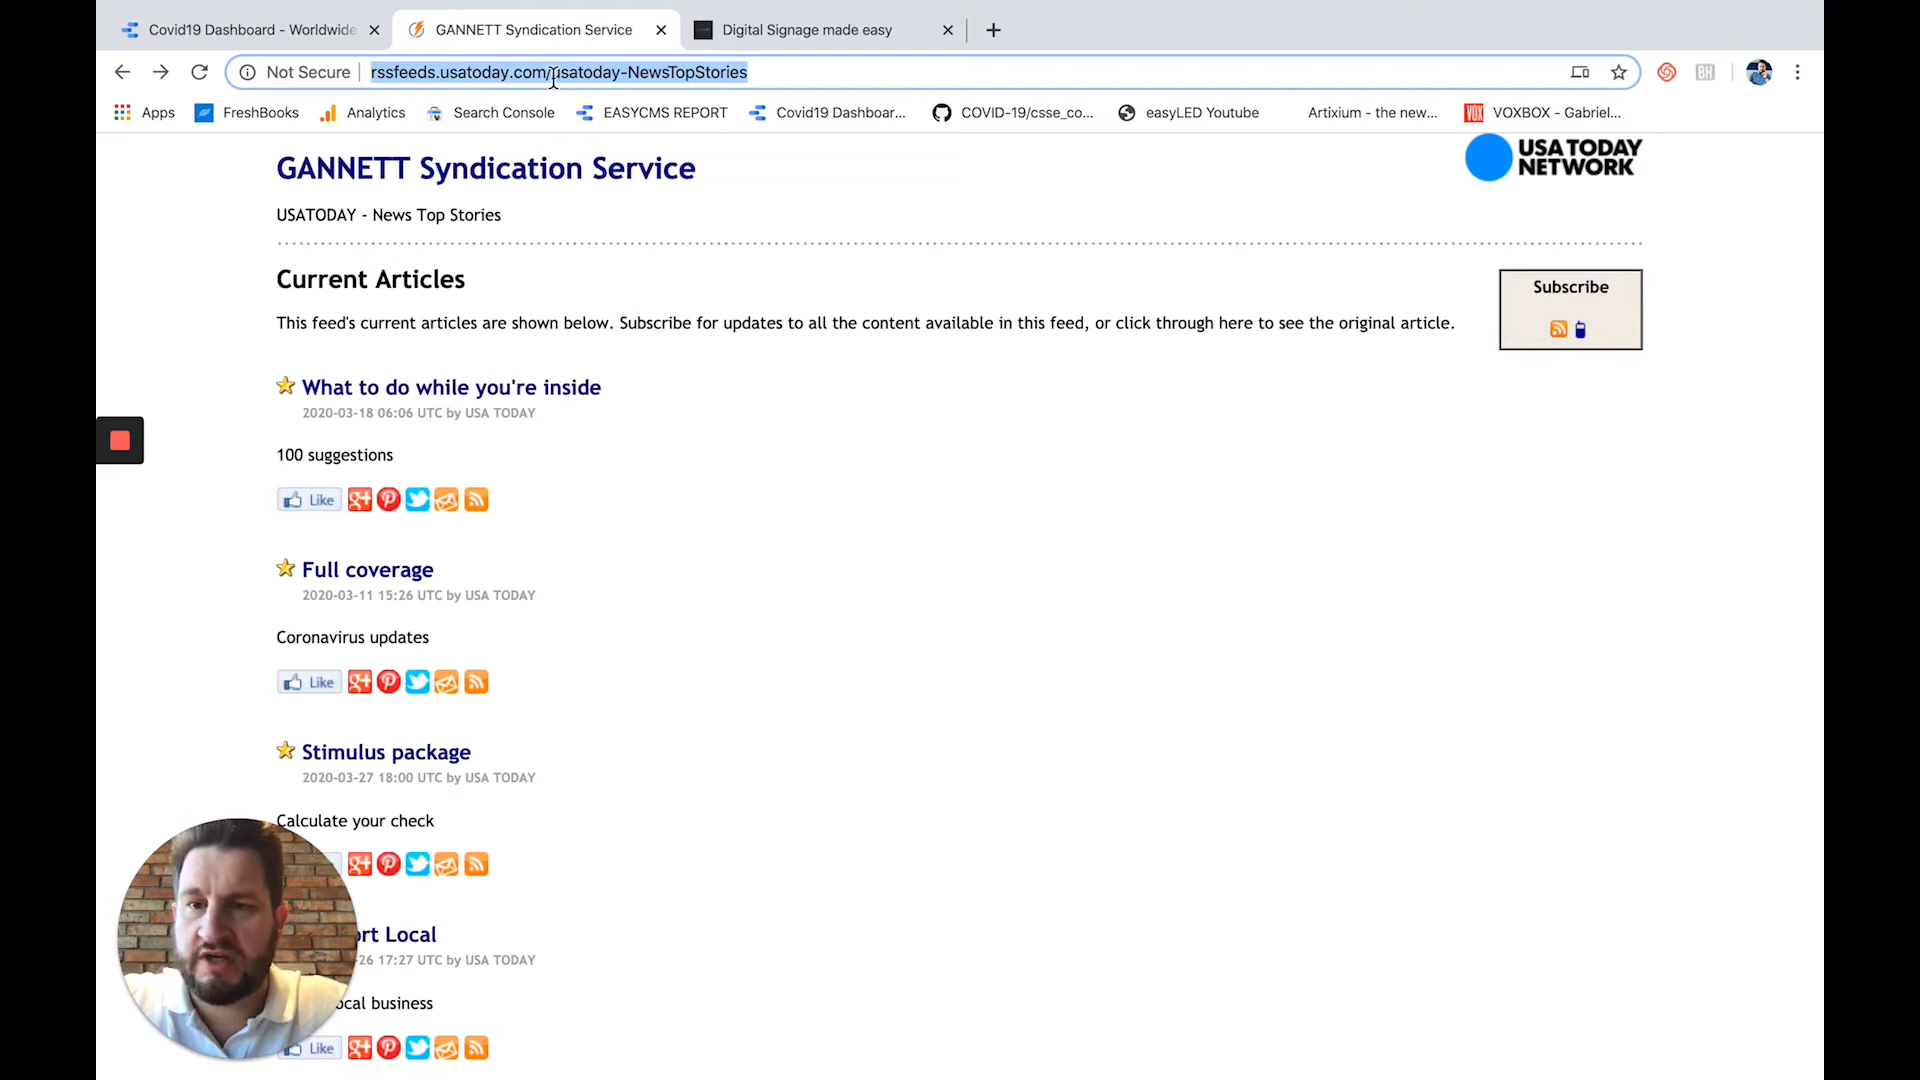 Covid19 Dashboard - Worldwide
GANNETT Syndication Service
Digital Signage made easy
Not Secure
rssfeeds.usatoday.com/usatoday-NewsTopStories
BH
Apps
FreshBooks
Analytics
Search Console
EASYCMS REPORT
Covid19 Dashboar...
COVID-19/csse_co...
easyLED Youtube
Artixium - the new...
VOX
VOXBOX - Gabriel...
GANNETT Syndication Service
USA TODAY
NETWORK
USATODAY - News Top Stories
Current Articles
Subscribe
This feed's current articles are shown below. Subscribe for updates to all the content available in this feed, or click through here to see the original article.
What to do while you're inside
2020-03-18 06:06 UTC by USA TODAY
100 suggestions
Like
g+
Full coverage
2020-03-11 15:26 UTC by USA TODAY
Coronavirus updates
Like
g+
Stimulus package
2020-03-27 18:00 UTC by USA TODAY
Calculate your check
g+
ort Local
-26 17:27 UTC by USA TODAY
ocal business
Like
g+